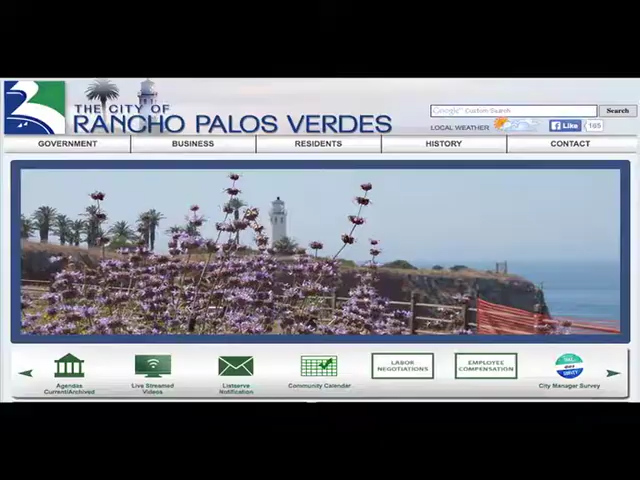 THE CITY OF
RANCHO PALOS VERDES
Google Custom Search
Search
LOCAL WEATHER
Like
165
GOVERNMENT
BUSINESS
RESIDENTS
HISTORY
CONTACT
Agendas
Current/Archived
Live Streamed
Videos
Listserve
Notification
Community Calendar
LABOR
NEGOTIATIONS
EMPLOYEE
COMPENSATION
City Manager Survey